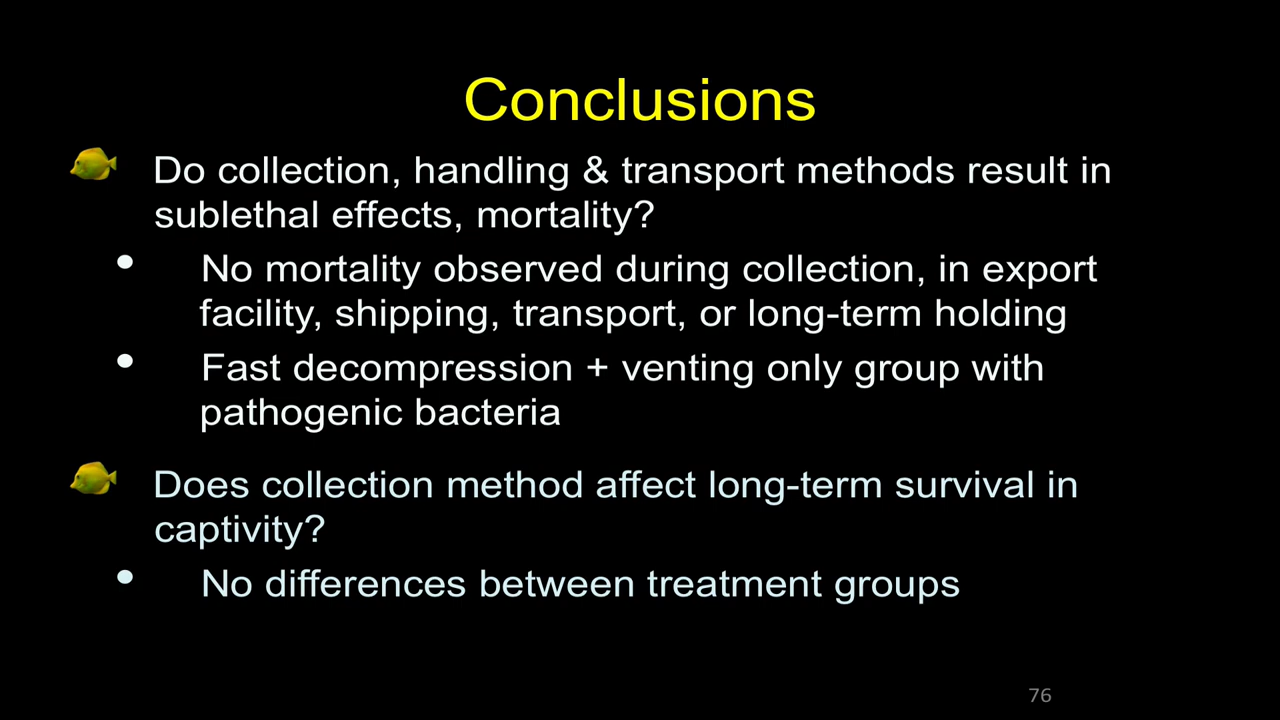 Conclusions
Do collection, handling & transport methods result in
sublethal effects, mortality?
• No mortality observed during collection, in export
facility, shipping, transport, or long-term holding
• Fast decompression + venting only group with
pathogenic bacteria
Does collection method affect long-term survival in
captivity?
• No differences between treatment groups
76